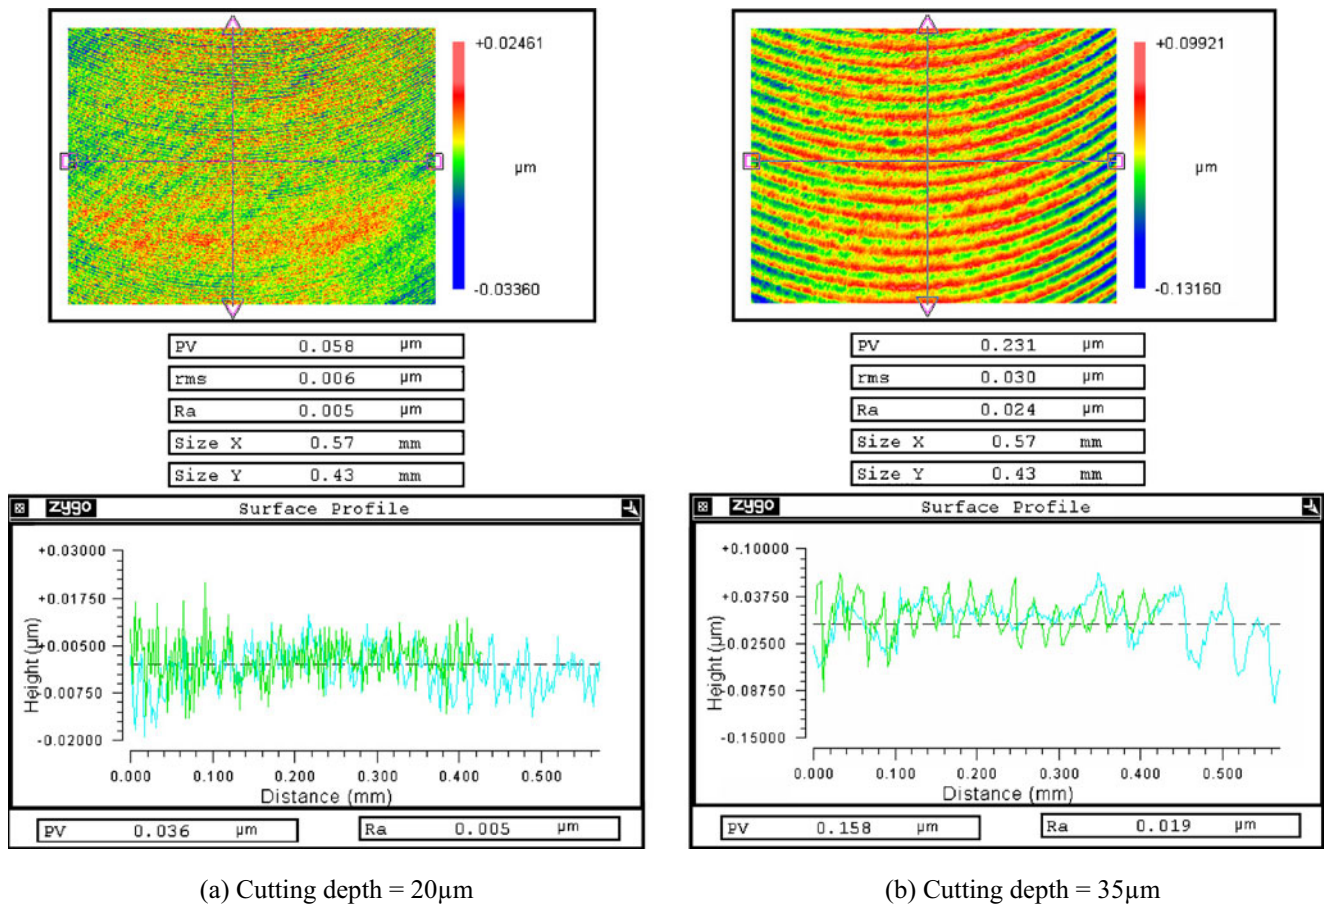 +0.02461
µm
-0.03360
PV 0.058 µm
rms 0.006 µm
Ra 0.005 µm
Size X 0.57 mm
Size Y 0.43 mm
zygo Surface Profile
+0.03000
+0.01750
+0.00500
-0.00750
-0.02000
Height (µm)
0.000 0.100 0.200 0.300 0.400 0.500
Distance (mm)
PV 0.036 µm Ra 0.005 µm
(a) Cutting depth = 20µm
+0.09921
µm
-0.13160
PV 0.231 µm
rms 0.030 µm
Ra 0.024 µm
Size X 0.57 mm
Size Y 0.43 mm
zygo Surface Profile
+0.10000
+0.03750
-0.02500
-0.08750
-0.15000
Height (µm)
0.000 0.100 0.200 0.300 0.400 0.500
Distance (mm)
PV 0.158 µm Ra 0.019 µm
(b) Cutting depth = 35µm